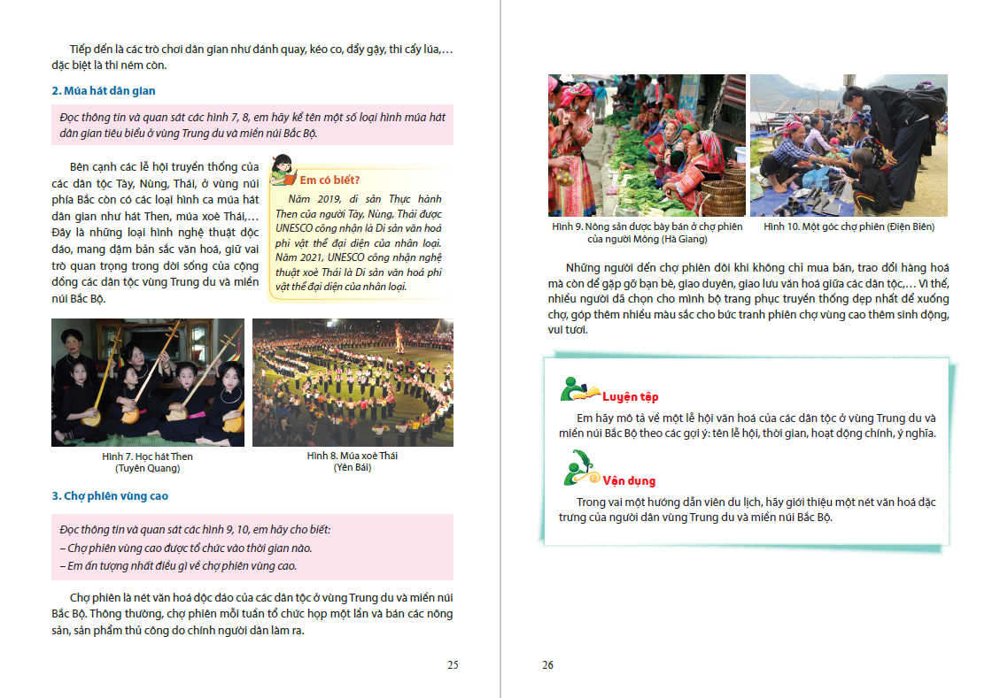 Tiếp đến là các trò chơi dân gian như đánh quay, kéo co, đẩy gậy, thi cấy lúa,…
đặc biệt là thi ném còn.
2. Múa hát dân gian
Đọc thông tin và quan sát các hình 7, 8, em hãy kể tên một số loại hình múa hát
dân gian tiêu biểu ở vùng Trung du và miền núi Bắc Bộ.
Bên cạnh các lễ hội truyền thống của
các dân tộc Tày, Nùng, Thái, ở vùng núi
phía Bắc còn có các loại hình ca múa hát
dân gian như hát Then, múa xoè Thái,…
Đây là những loại hình nghệ thuật độc
đáo, mang đậm bản sắc văn hoá, giữ vai
trò quan trọng trong đời sống của cộng
đồng các dân tộc vùng Trung du và miền
núi Bắc Bộ.
Em có biết?
Năm 2019, di sản Thực hành
Then của người Tày, Nùng, Thái được
UNESCO công nhận là Di sản văn hoá
phi vật thể đại diện của nhân loại.
Năm 2021, UNESCO công nhận nghệ
thuật xoè Thái là Di sản văn hoá phi
vật thể đại diện của nhân loại.
Hình 7. Học hát Then
(Tuyên Quang)
Hình 8. Múa xoè Thái
(Yên Bái)
3. Chợ phiên vùng cao
Đọc thông tin và quan sát các hình 9, 10, em hãy cho biết:
– Chợ phiên vùng cao được tổ chức vào thời gian nào.
– Em ấn tượng nhất điều gì về chợ phiên vùng cao.
Chợ phiên là nét văn hoá độc đáo của các dân tộc ở vùng Trung du và miền núi
Bắc Bộ. Thông thường, chợ phiên mỗi tuần tổ chức họp một lần và bán các nông
sản, sản phẩm thủ công do chính người dân làm ra.
25
Hình 9. Nông sản được bày bán ở chợ phiên
của người Mông (Hà Giang)
Hình 10. Một góc chợ phiên (Điện Biên)
Những người đến chợ phiên đôi khi không chỉ mua bán, trao đổi hàng hoá
mà còn để gặp gỡ bạn bè, giao duyên, giao lưu văn hoá giữa các dân tộc,… Vì thế,
nhiều người đã chọn cho mình bộ trang phục truyền thống đẹp nhất để xuống
chợ, góp thêm nhiều màu sắc cho bức tranh phiên chợ vùng cao thêm sinh động,
vui tươi.
Luyện tập
Em hãy mô tả về một lễ hội văn hoá của các dân tộc ở vùng Trung du và
miền núi Bắc Bộ theo các gợi ý: tên lễ hội, thời gian, hoạt động chính, ý nghĩa.
Vận dụng
Trong vai một hướng dẫn viên du lịch, hãy giới thiệu một nét văn hoá đặc
trưng của người dân vùng Trung du và miền núi Bắc Bộ.
26